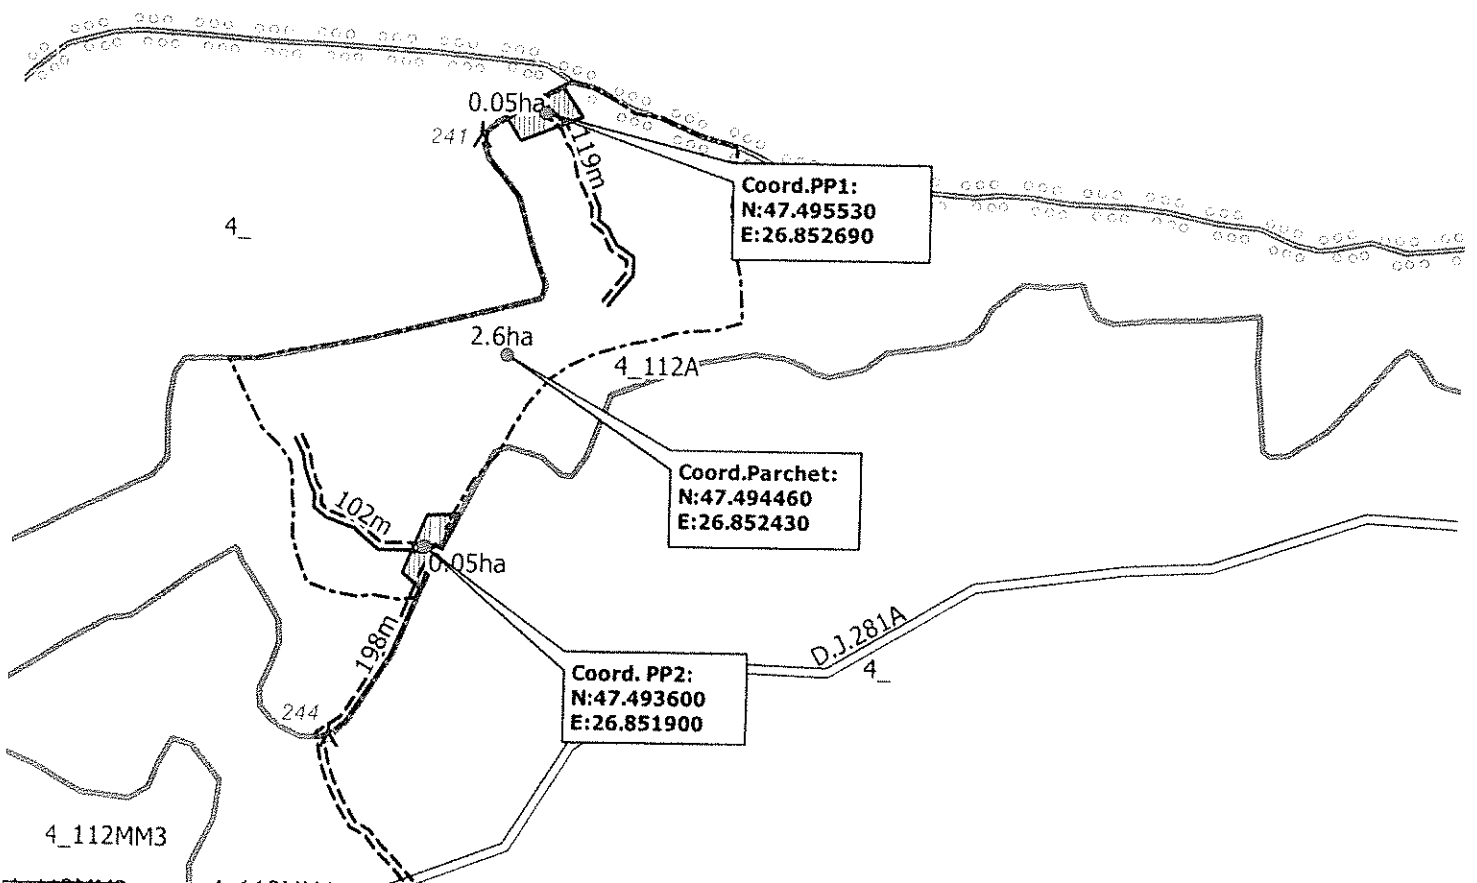 0.05ha
241
119m
Coord.PP1:
N:47.495530
E:26.852690
4_
2.6ha
4_112A
Coord.Parchet:
N:47.494460
E:26.852430
102m
0.05ha
198m
D.J.281A
4_
Coord. PP2:
N:47.493600
E:26.851900
244
4_112MM3